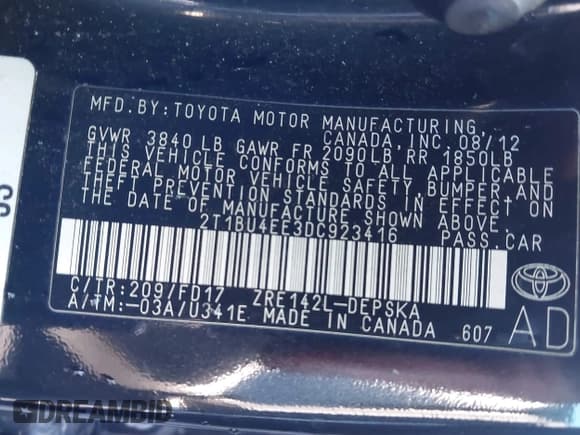 MFD. BY: TOYOTA MOTOR MANUFACTURING,
CANADA, INC. 08/12
GVWR 3840 LB GAWR FR 2090LB RR 1850LB
THIS VEHICLE CONFORMS TO ALL APPLICABLE
FEDERAL MOTOR VEHICLE SAFETY, BUMPER AND
THEFT PREVENTION STANDARDS IN EFFECT ON
THE DATE OF MANUFACTURE SHOWN ABOVE.
2T1BU4EE3DC923416 PASS. CAR
C/TR: 209/FD17 ZRE142L-DEPSKA
A/TM: -03A/U341E MADE IN CANADA 607
AD
DREAMBID